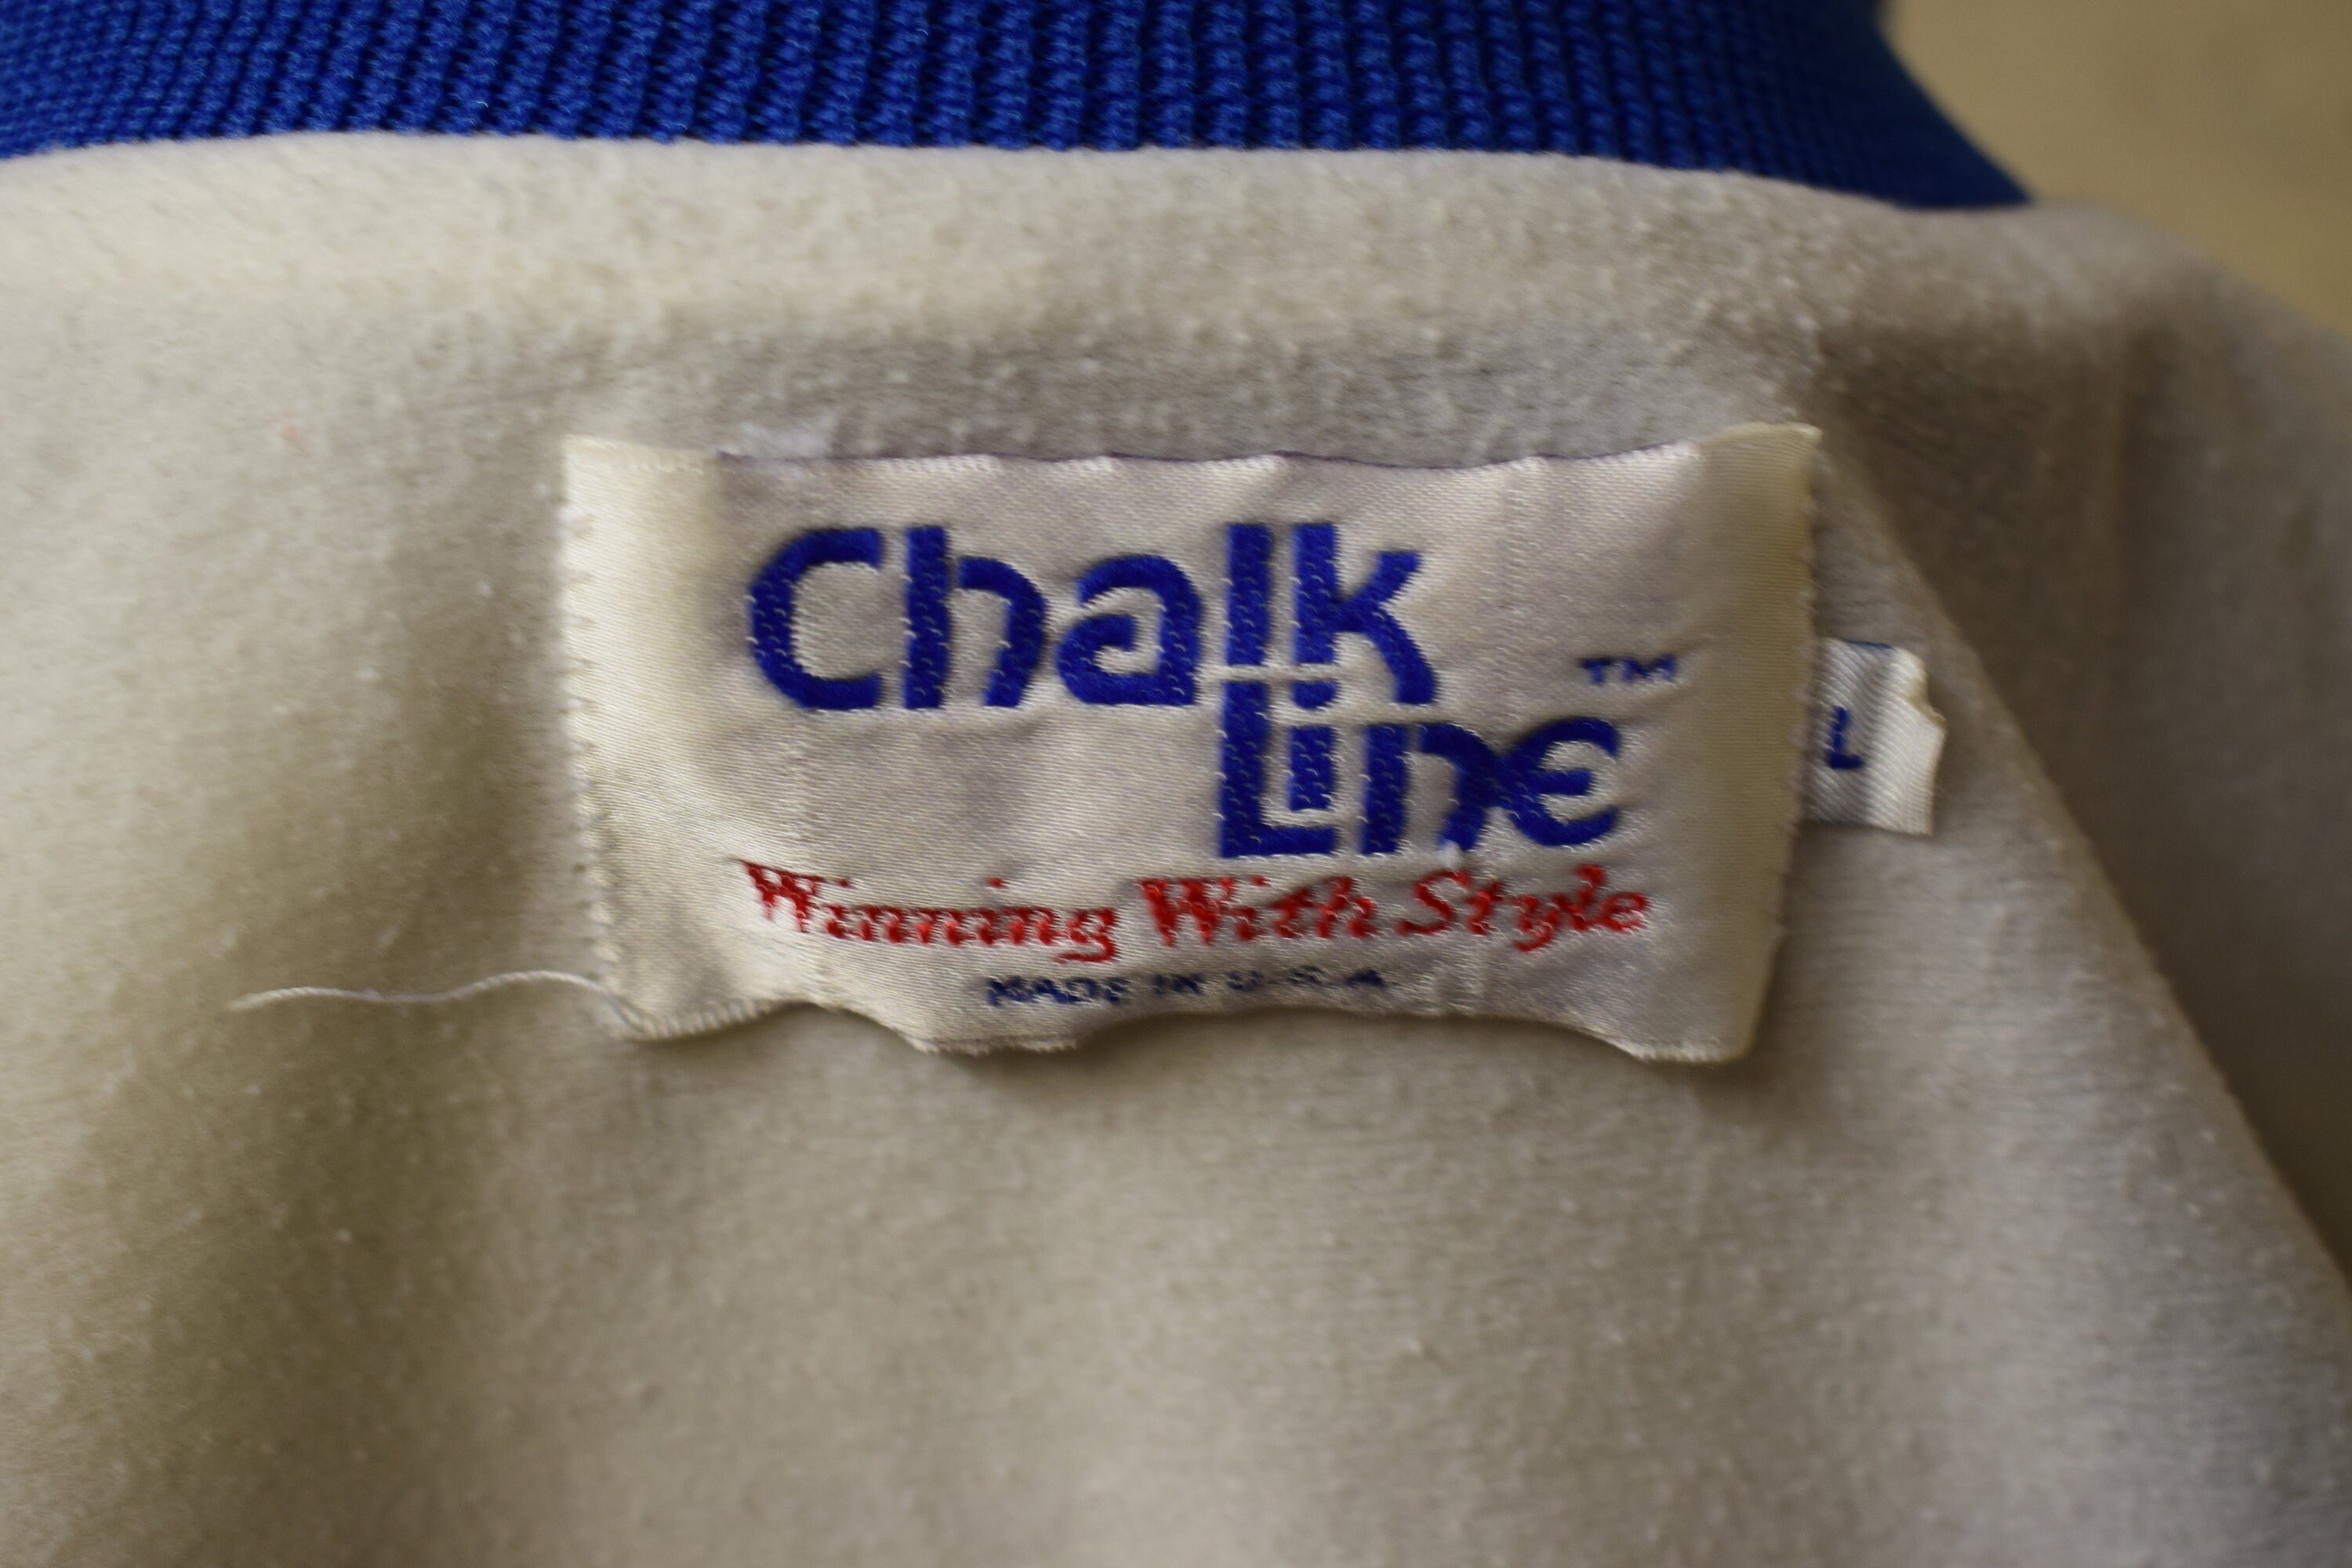 Chalk
Line
TM
Winning With Style
MADE IN U.S.A.
L